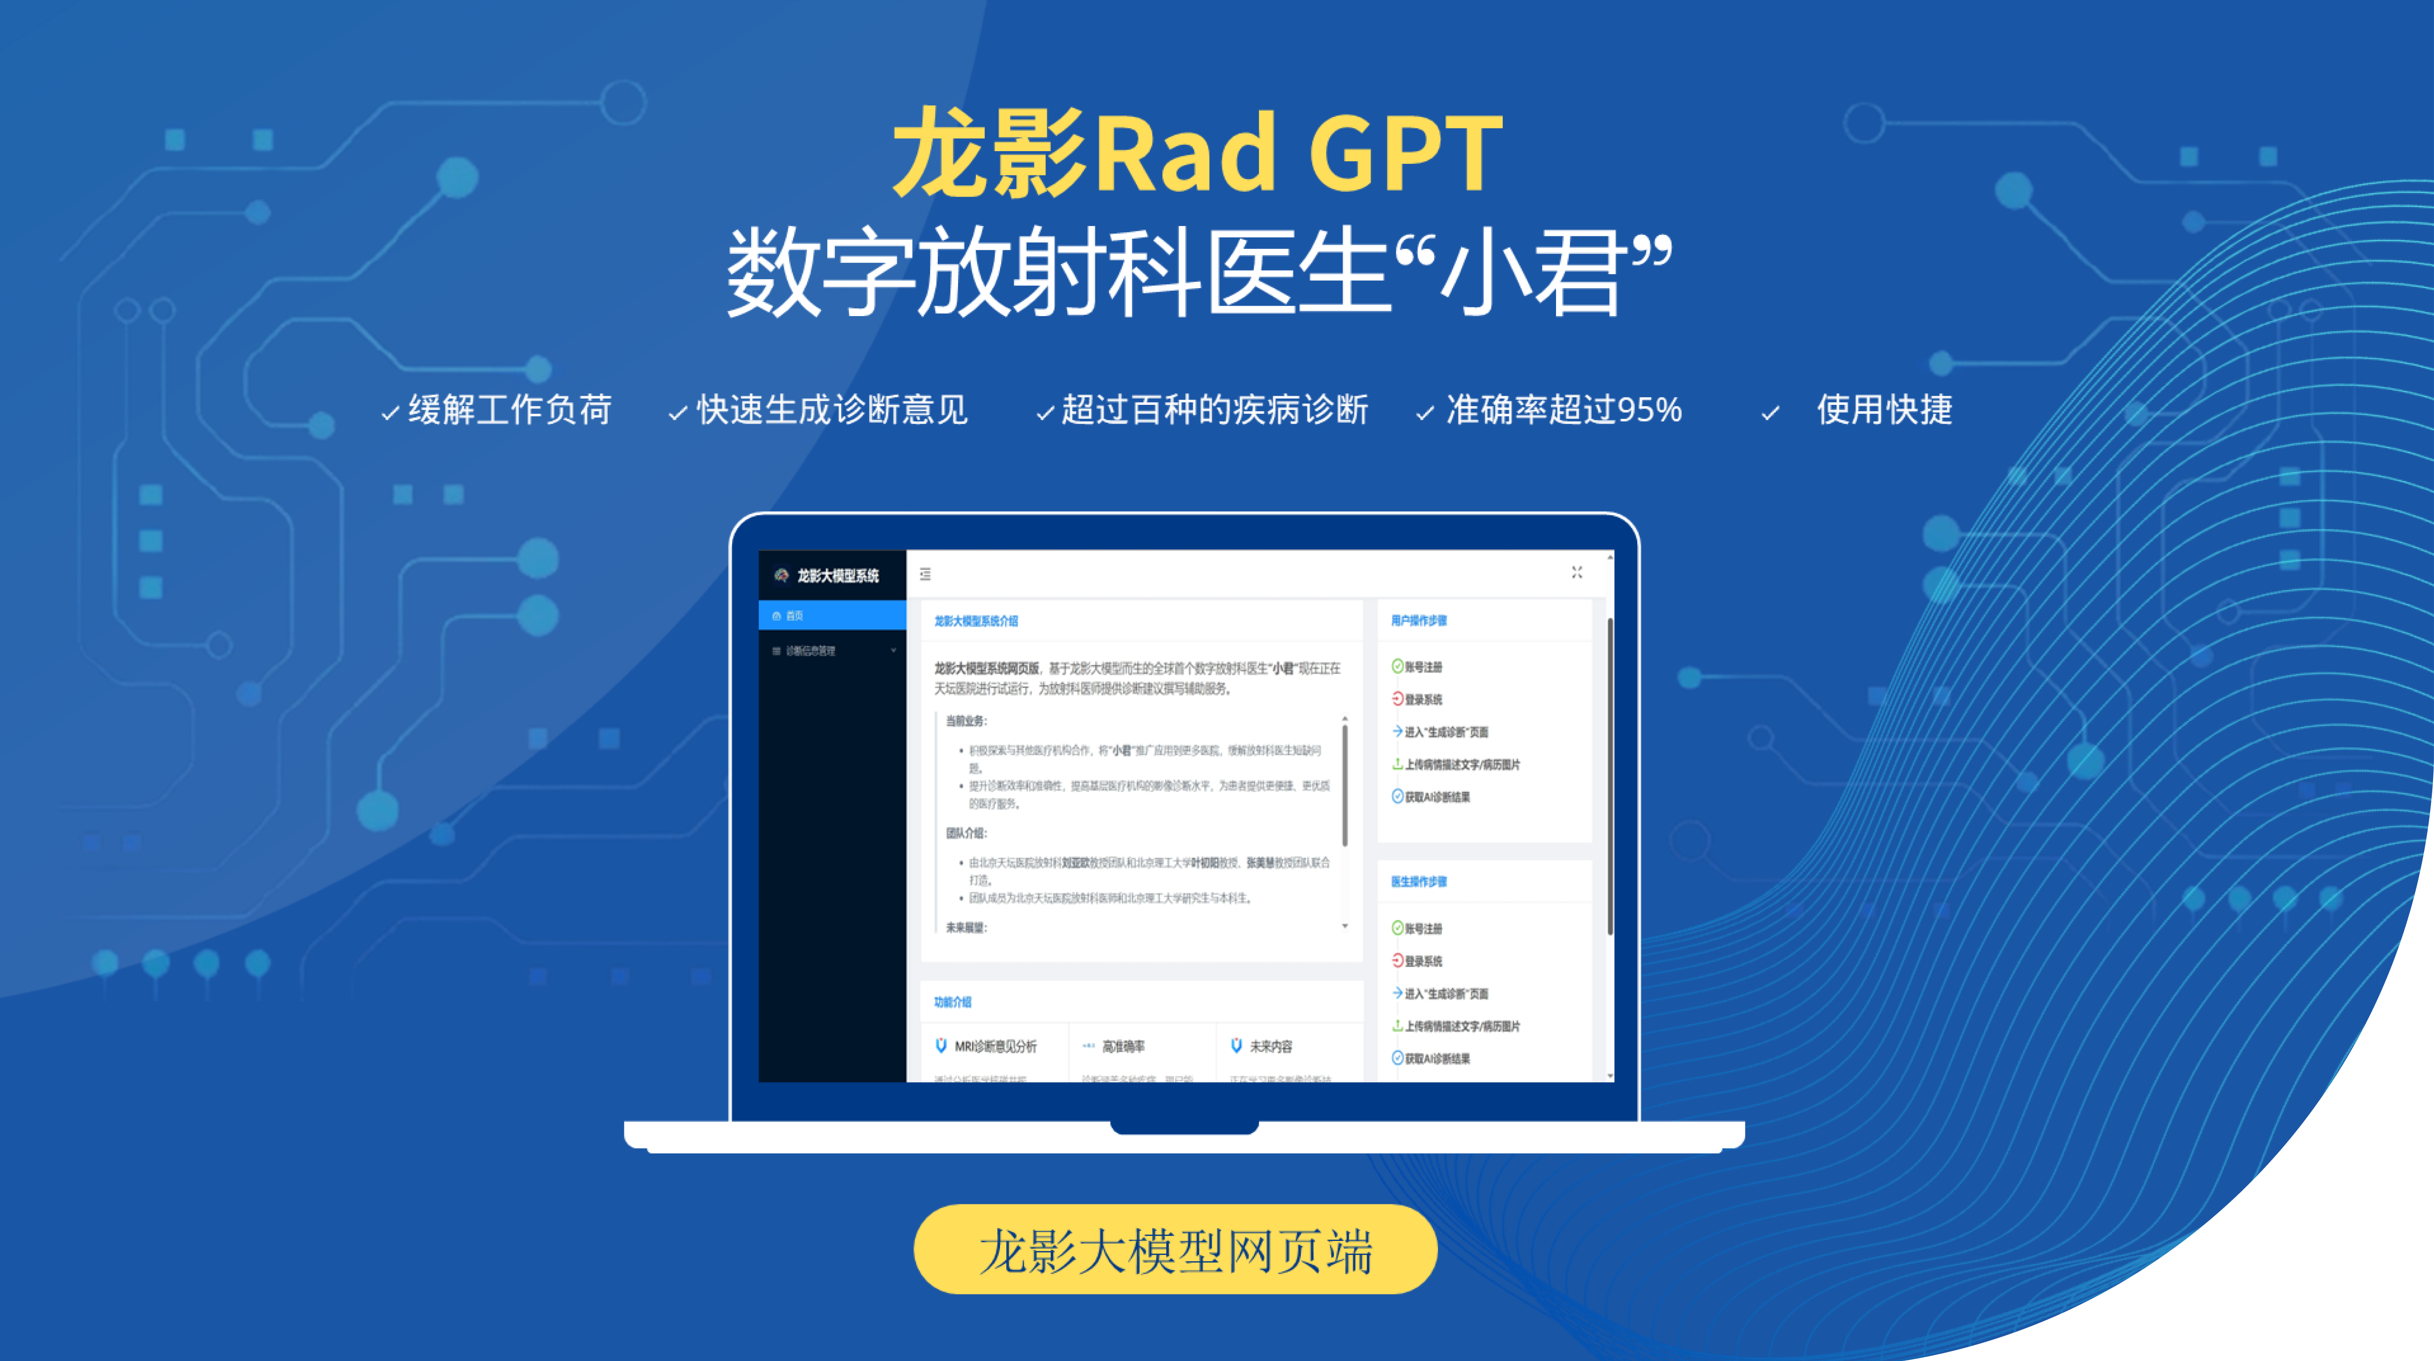 龙影Rad GPT
数字放射科医生“小君”
缓解工作负荷
快速生成诊断意见
超过百种的疾病诊断
准确率超过95%
使用快捷
龙影大模型系统
首页
诊断信息管理
龙影大模型系统介绍
龙影大模型系统网页版，基于龙影大模型而生的全球首个数字放射科医生“小君”现在正在
天坛医院进行试运行，为放射科医师提供诊断建议撰写辅助服务。
当前业务：
积极探索与其他医疗机构合作，将“小君”推广应用到更多医院，缓解放射科医生短缺问
题。
提升诊断效率和准确性，提高基层医疗机构的影像诊断水平，为患者提供更便捷、更优质
的医疗服务。
团队介绍：
由北京天坛医院放射科刘亚欧教授团队和北京理工大学叶初阳教授、张美慧教授团队联合
打造。
团队成员为北京天坛医院放射科医师和北京理工大学研究生与本科生。
未来展望：
功能介绍
MRI诊断意见分析
高准确率
未来内容
用户操作步骤
账号注册
登录系统
进入“生成诊断”页面
上传病情描述文字/病历图片
获取AI诊断结果
医生操作步骤
账号注册
登录系统
进入“生成诊断”页面
上传病情描述文字/病历图片
获取AI诊断结果
龙影大模型网页端